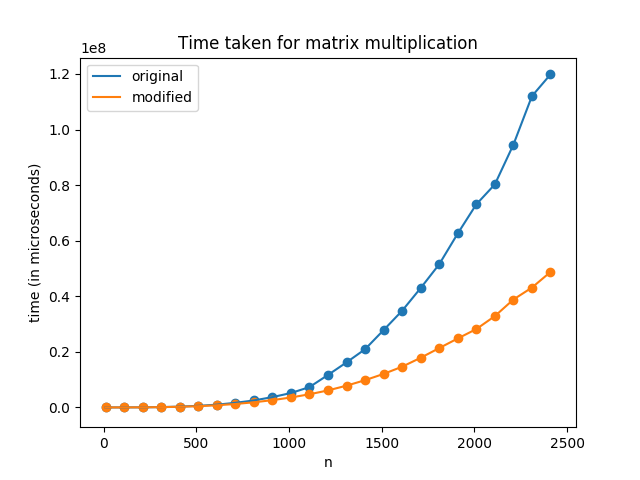 Time taken for matrix multiplication
1e8
original
modified
1.2
1.0
0.8
0.6
0.4
0.2
0.0
time (in microseconds)
0 500 1000 1500 2000 2500
n